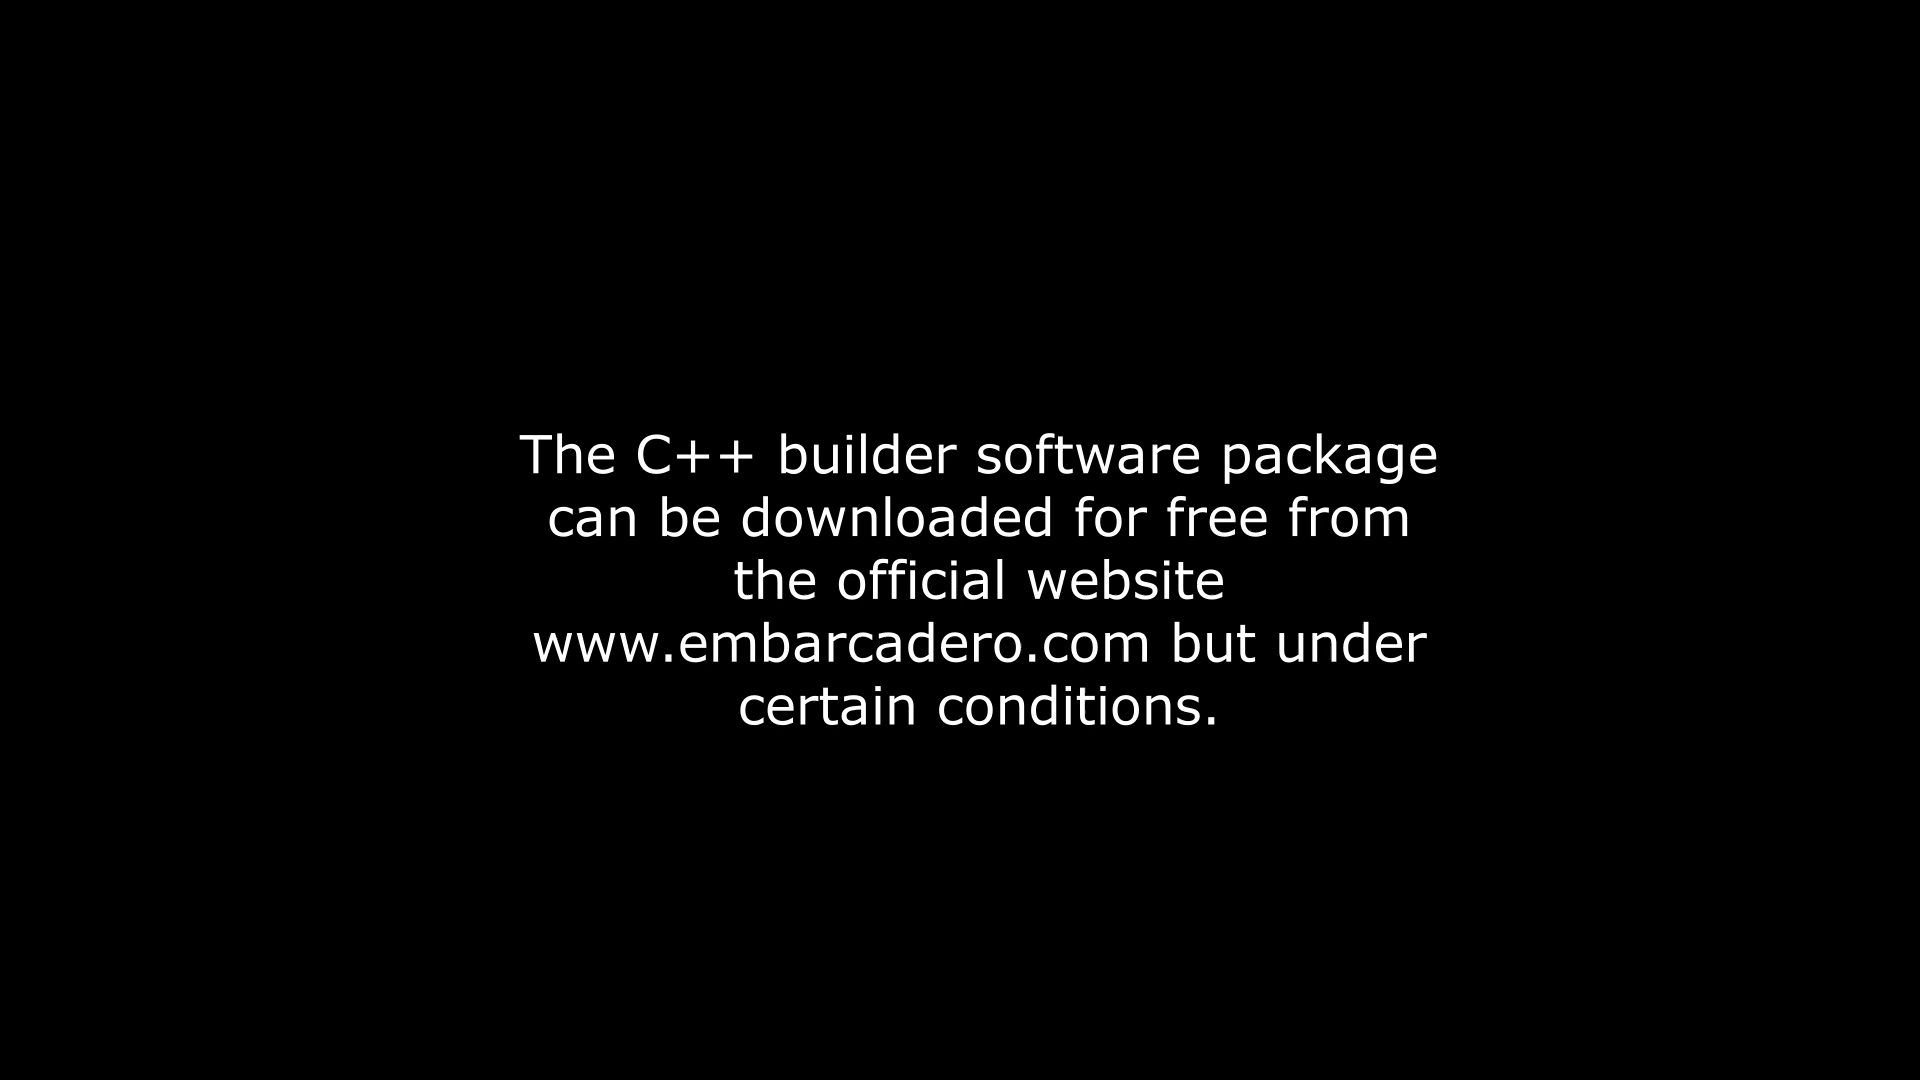 The C++ builder software package
can be downloaded for free from
the official website
www.embarcadero.com but under
certain conditions.